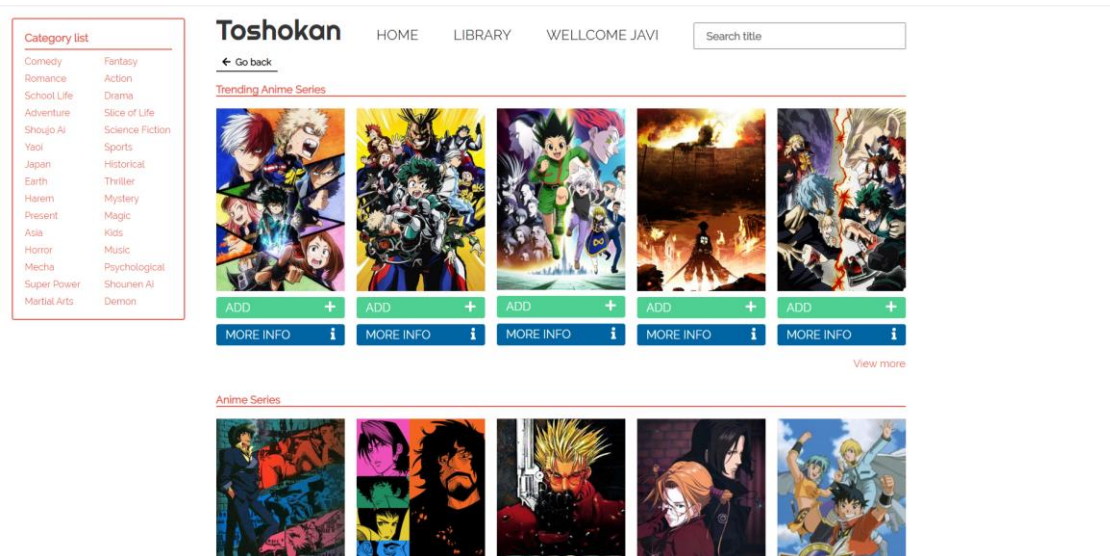 Category list
Comedy Fantasy
Romance Action
School Life Drama
Adventure Slice of Life
Shoujo Ai Science Fiction
Yaoi Sports
Japan Historical
Earth Thriller
Harem Mystery
Present Magic
Asia Kids
Horror Music
Mecha Psychological
Super Power Shounen Ai
Martial Arts Demon
Toshokan HOME LIBRARY WELLCOME JAVI Search title
Go back
Trending Anime Series
ADD ADD ADD ADD ADD
MORE INFO MORE INFO MORE INFO MORE INFO MORE INFO
View more
Anime Series